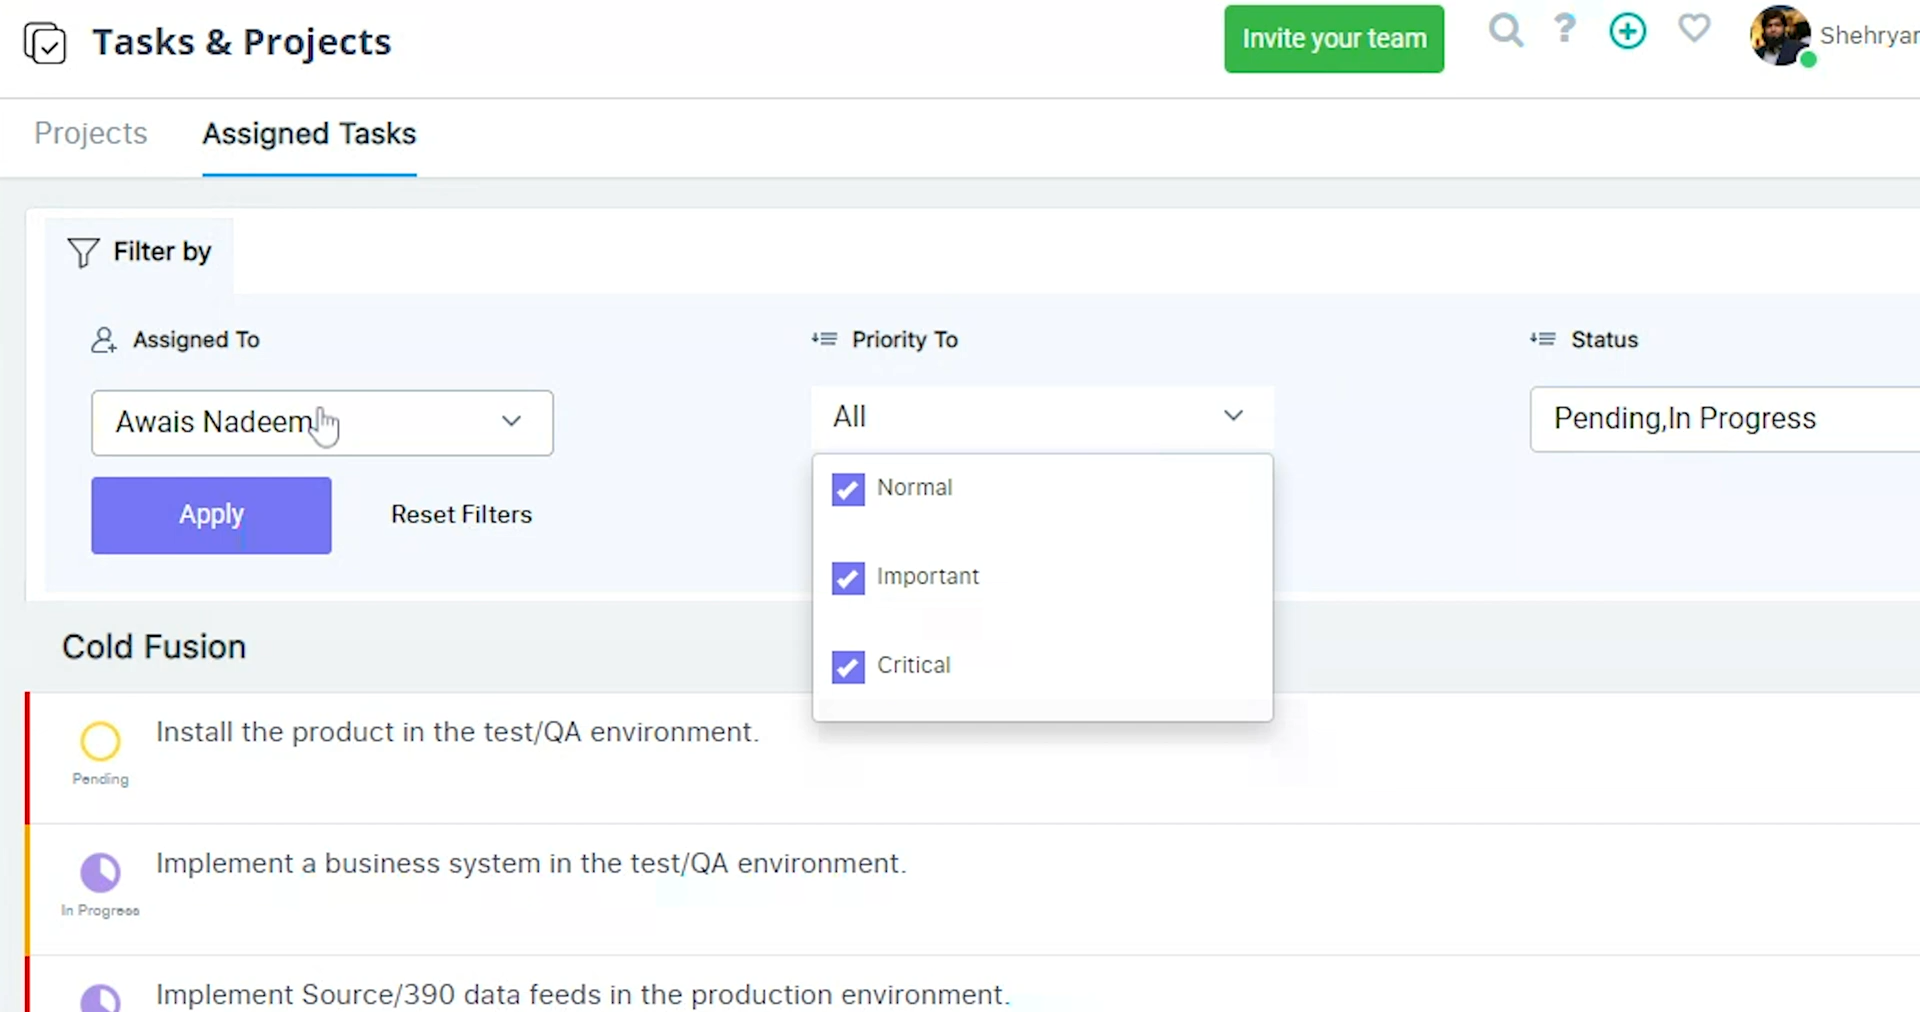 Tasks & Projects
Invite your team
?
Shehryar
Projects
Assigned Tasks
Filter by
Assigned To
Priority To
Status
Awais Nadeem
All
Pending,In Progress
Apply
Reset Filters
Normal
Important
Critical
Cold Fusion
Install the product in the test/QA environment.
Pending
Implement a business system in the test/QA environment.
In Progress
Implement Source/390 data feeds in the production environment.